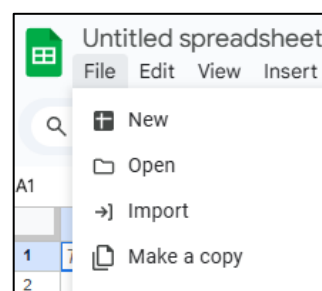 Untitled spreadsheet
File Edit View Insert
New
Open
A1
Import
1
Make a copy
2